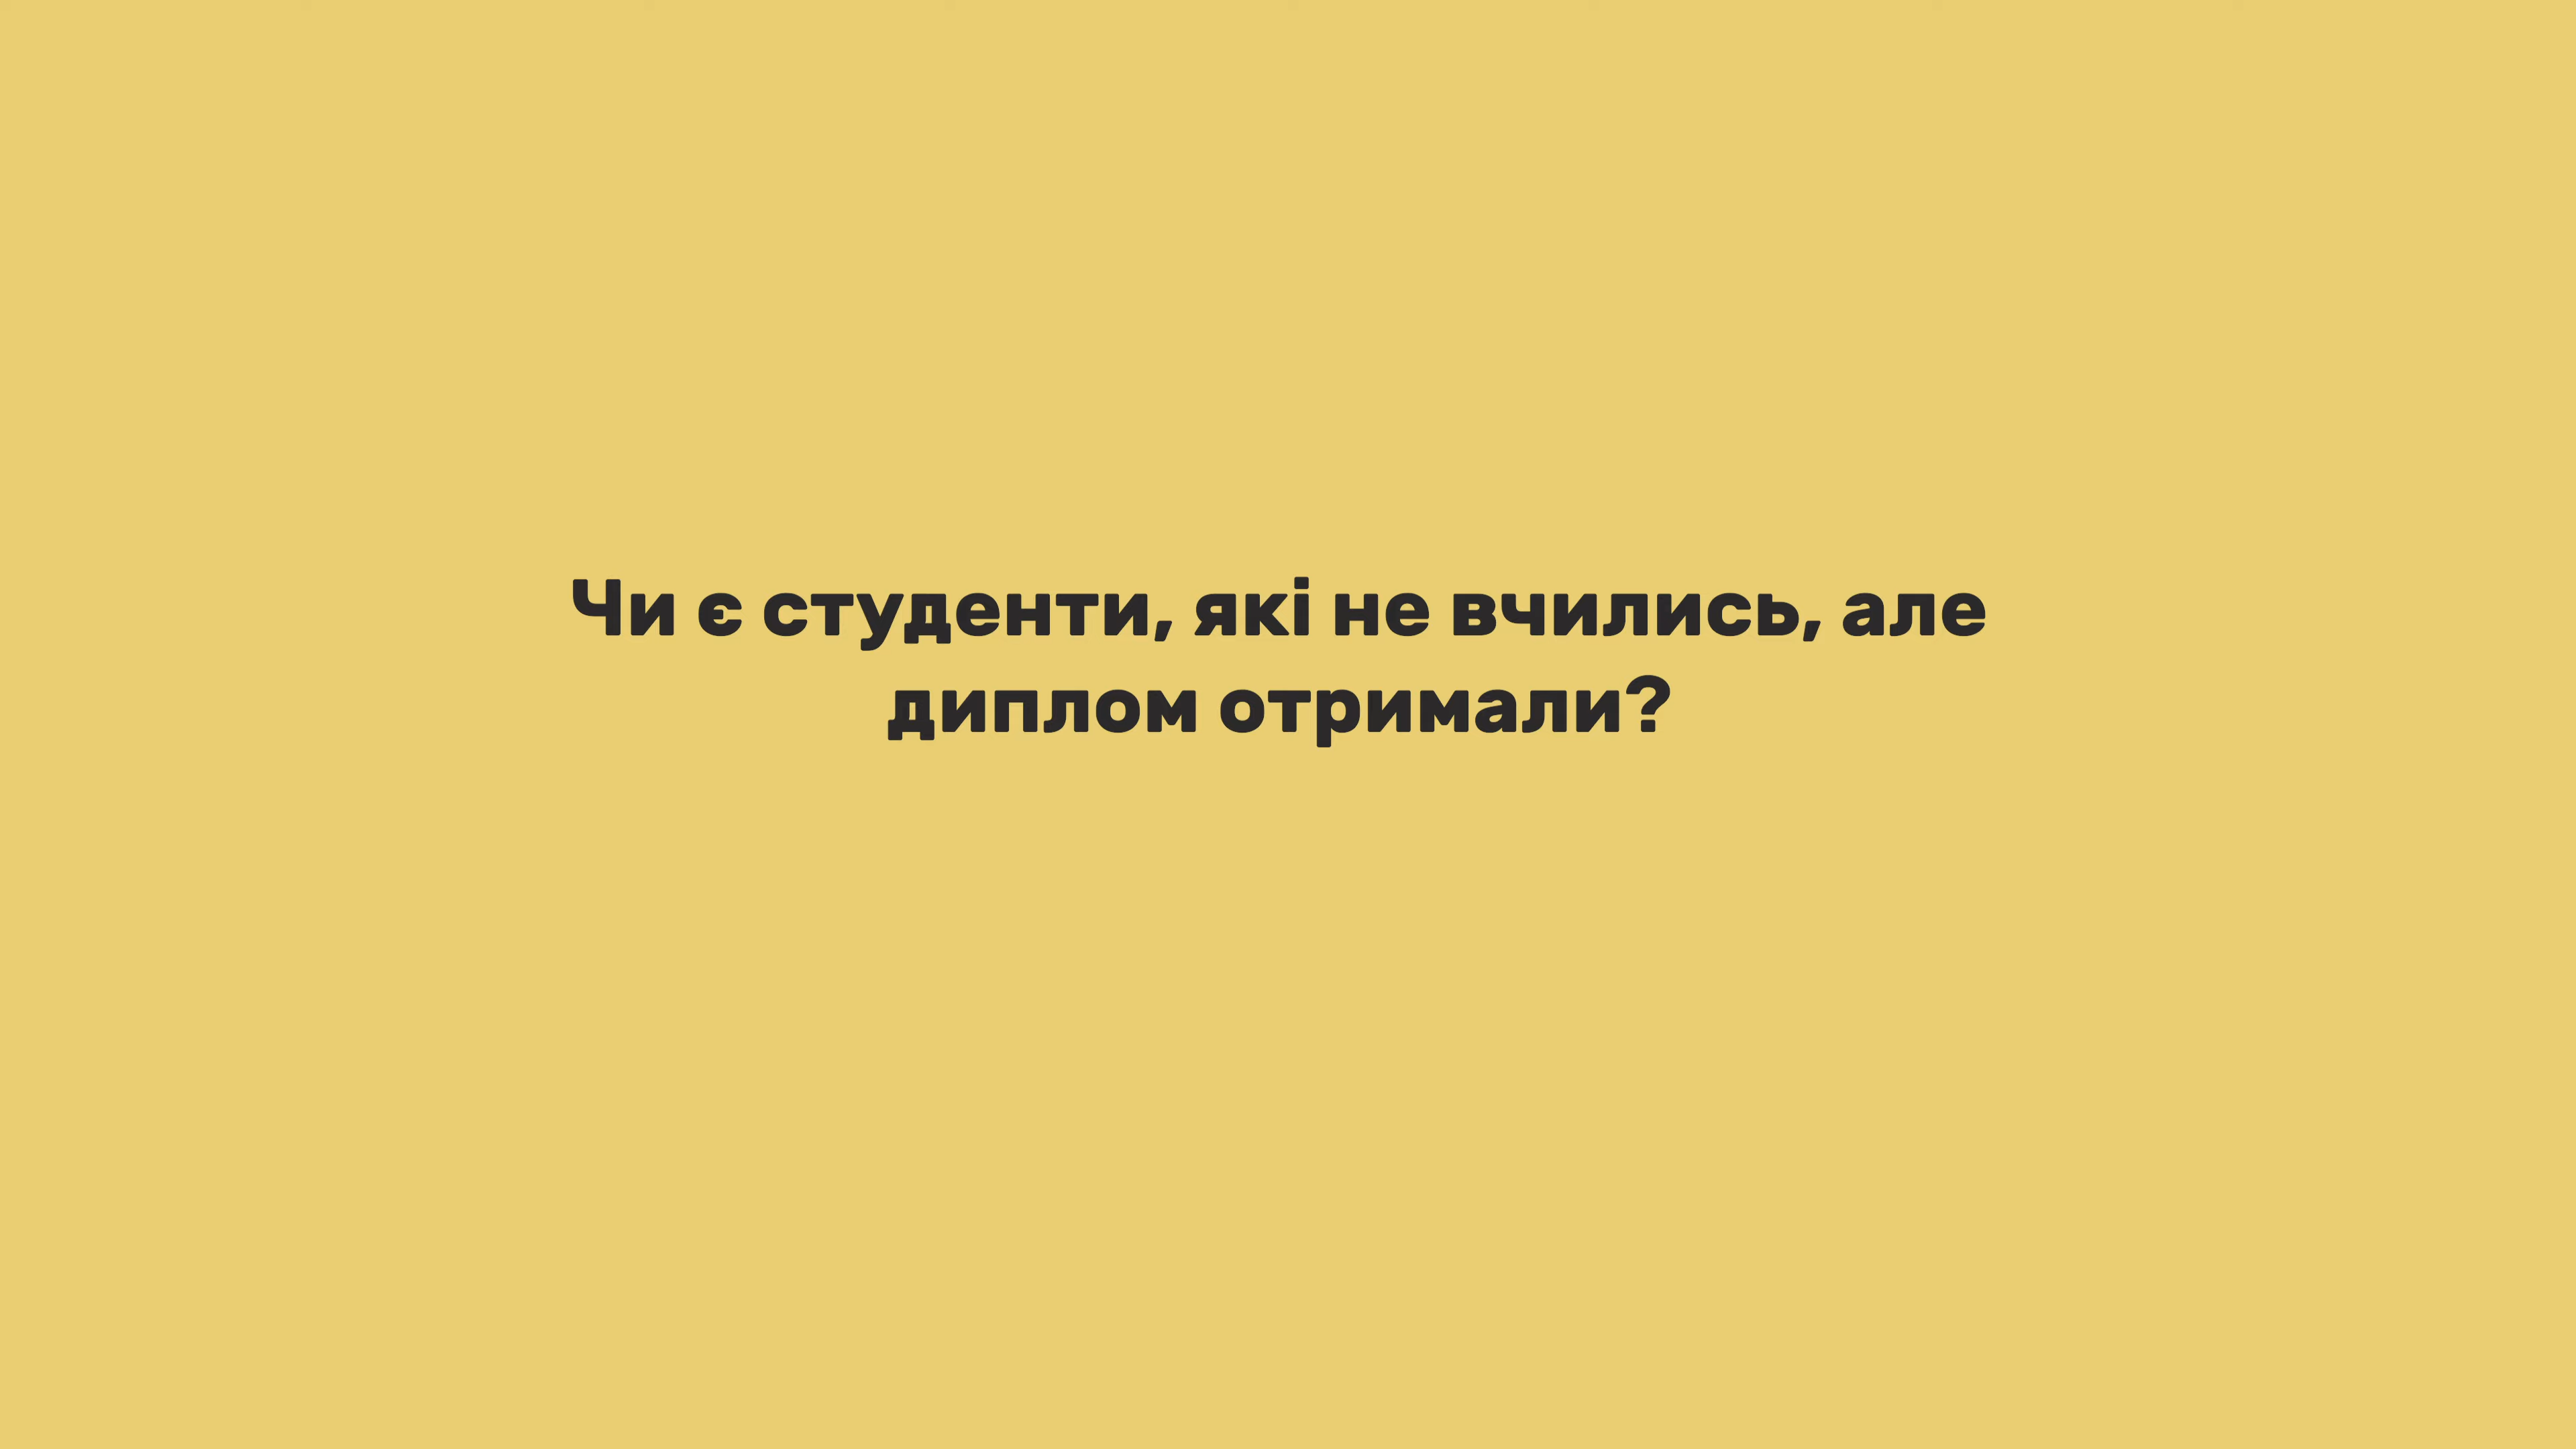 Чи є студенти, які не вчились, але
диплом отримали?